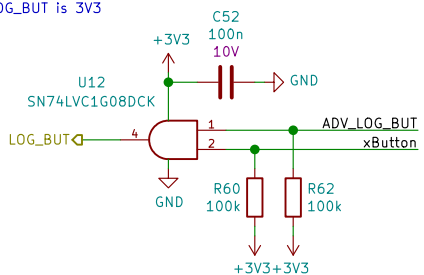 OG_BUT is 3V3
C52
100n
10V
+3V3
GND
U12
SN74LVC1G08DCK
LOG_BUT
4
1
2
ADV_LOG_BUT
xButton
GND
R60
100k
R62
100k
+3V3
+3V3